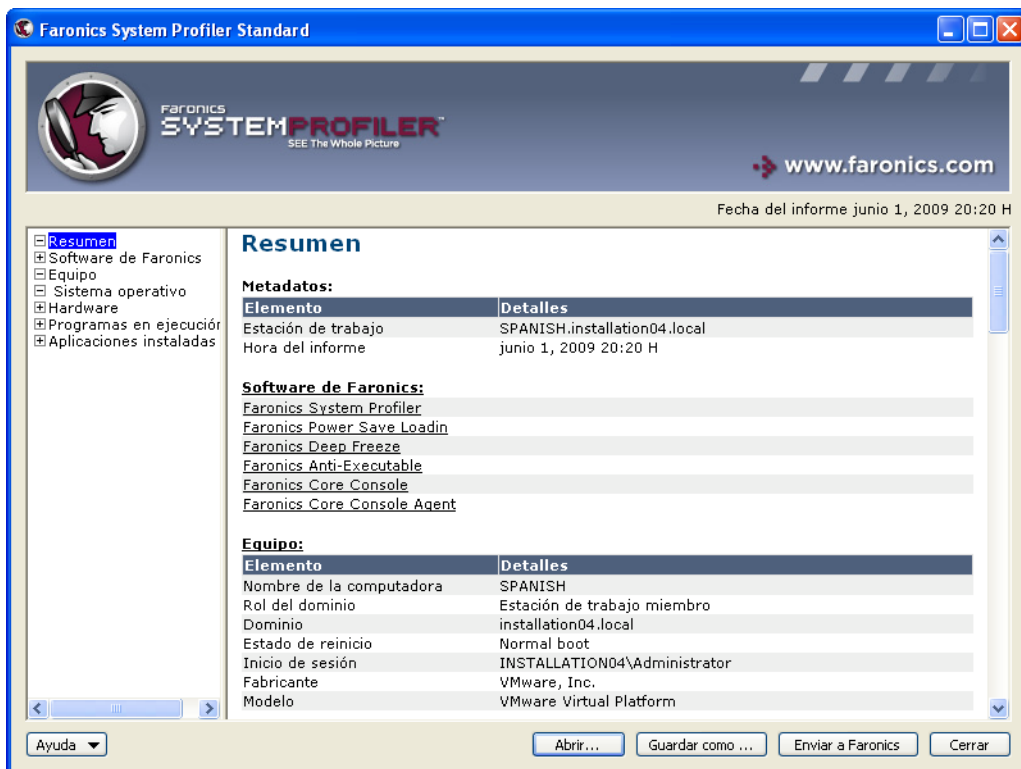 Faronics System Profiler Standard
Faronics
SYSTEMPROFILER™
SEE The Whole Picture
www.faronics.com
Fecha del informe junio 1, 2009 20:20 H
Resumen
Software de Faronics
Equipo
Sistema operativo
Hardware
Programas en ejecución
Aplicaciones instaladas
Resumen
Metadatos:
Elemento Detalles
Estación de trabajo SPANISH.installation04.local
Hora del informe junio 1, 2009 20:20 H
Software de Faronics:
Faronics System Profiler
Faronics Power Save Loadin
Faronics Deep Freeze
Faronics Anti-Executable
Faronics Core Console
Faronics Core Console Agent
Equipo:
Elemento Detalles
Nombre de la computadora SPANISH
Rol del dominio Estación de trabajo miembro
Dominio installation04.local
Estado de reinicio Normal boot
Inicio de sesión INSTALLATION04\Administrator
Fabricante VMware, Inc.
Modelo VMware Virtual Platform
Ayuda
Abrir...
Guardar como ...
Enviar a Faronics
Cerrar